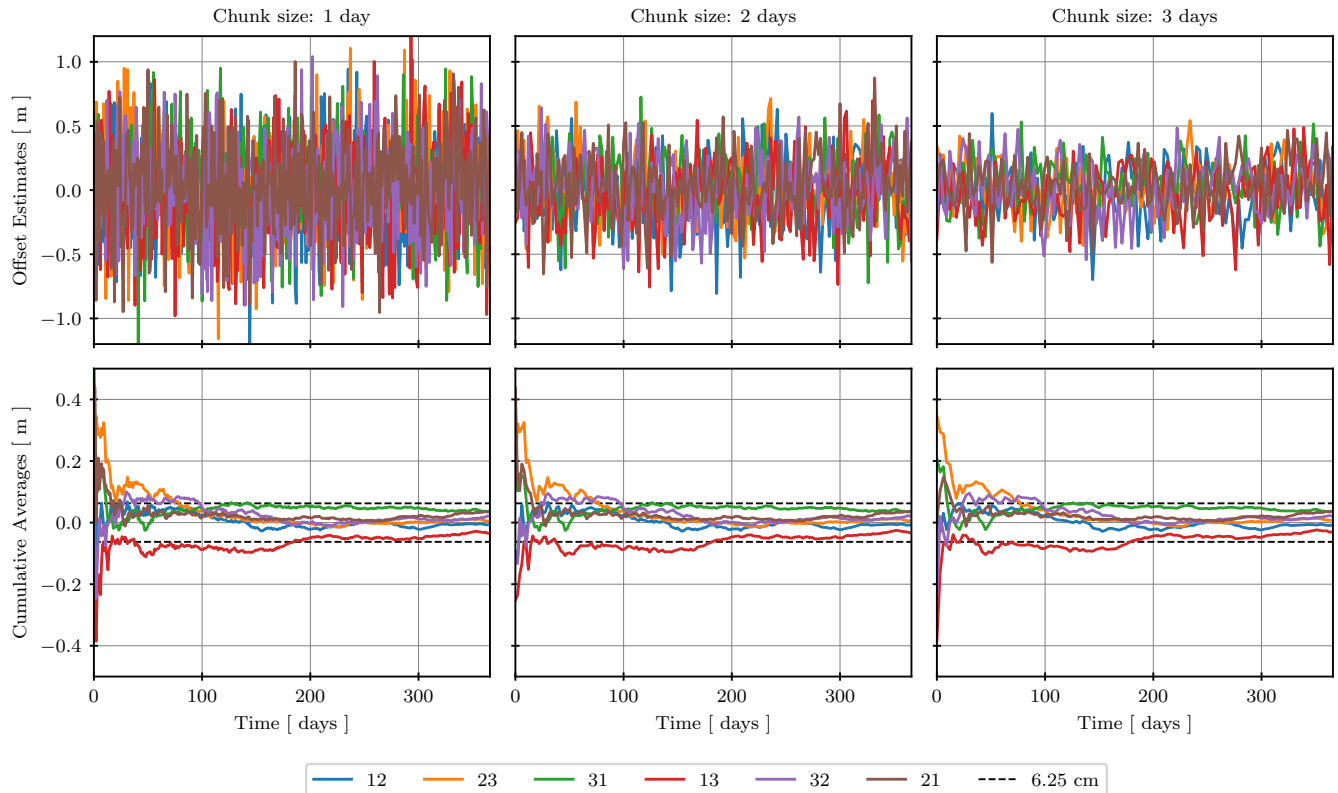 Chunk size: 1 day
Chunk size: 2 days
Chunk size: 3 days
Offset Estimates [ m ]
1.0
0.5
0.0
−0.5
−1.0
Cumulative Averages [ m ]
0.4
0.2
0.0
−0.2
−0.4
0 100 200 300
0 100 200 300
0 100 200 300
Time [ days ]
Time [ days ]
Time [ days ]
12 23 31 13 32 21 6.25 cm